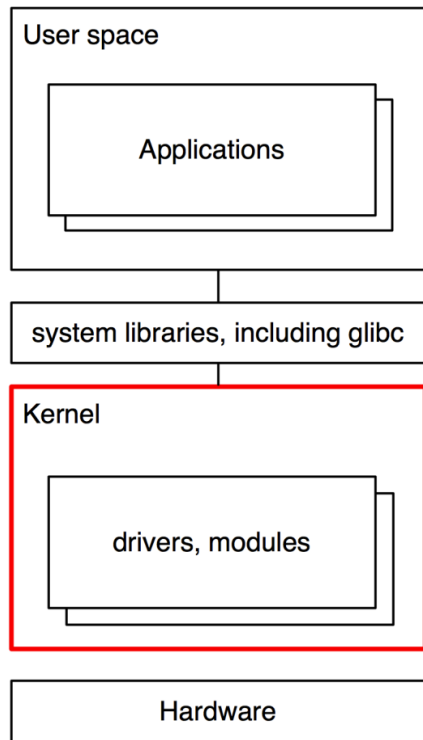 User space
Applications
system libraries, including glibc
Kernel
drivers, modules
Hardware